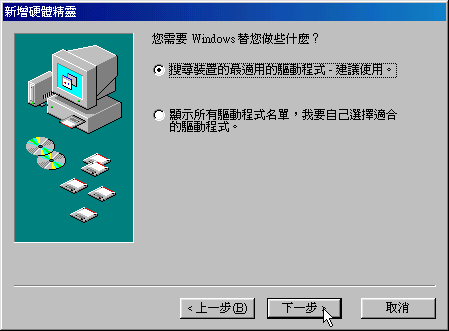 新增硬體精靈
您需要 Windows 替您做些什麼？
搜尋裝置的最適用的驅動程式 - 建議使用。
顯示所有驅動程式名單，我要自己選擇適合
的驅動程式。
< 上一步(B)
下一步 >
取消